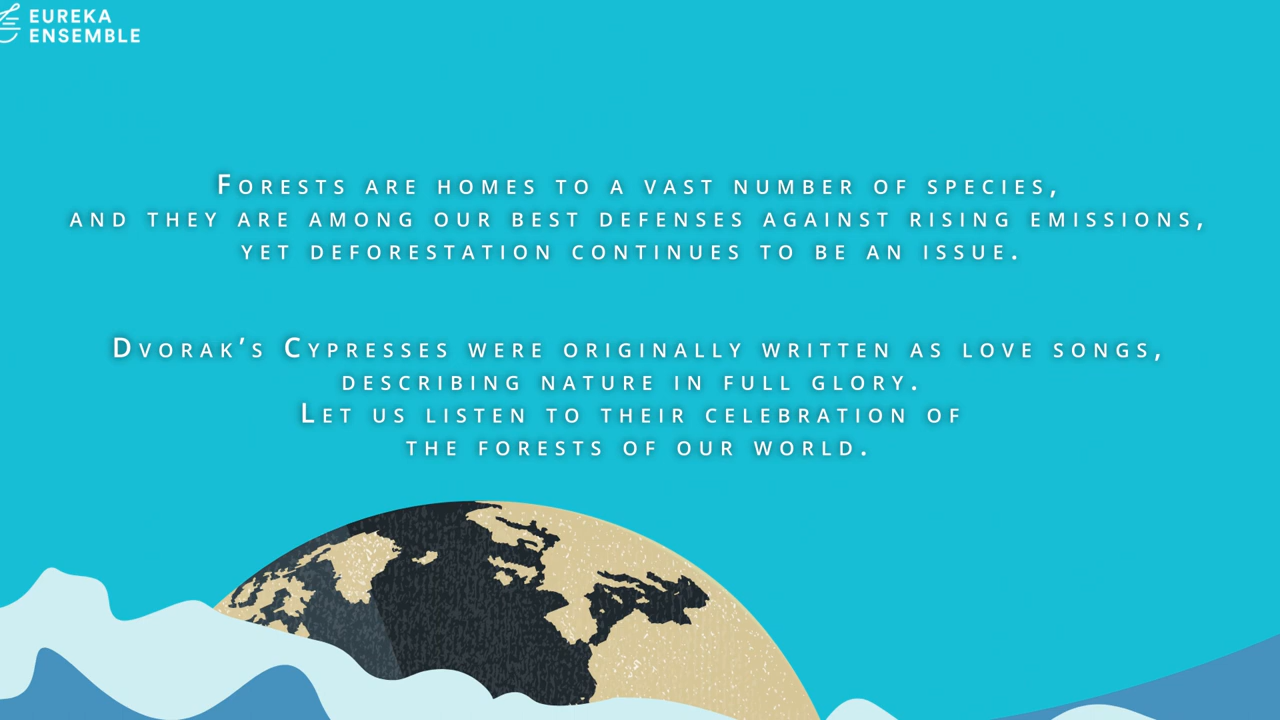 EUREKA
ENSEMBLE
Forests are homes to a vast number of species,
and they are among our best defenses against rising emissions,
yet deforestation continues to be an issue.
Dvorak's Cypresses were originally written as love songs,
describing nature in full glory.
Let us listen to their celebration of
the forests of our world.